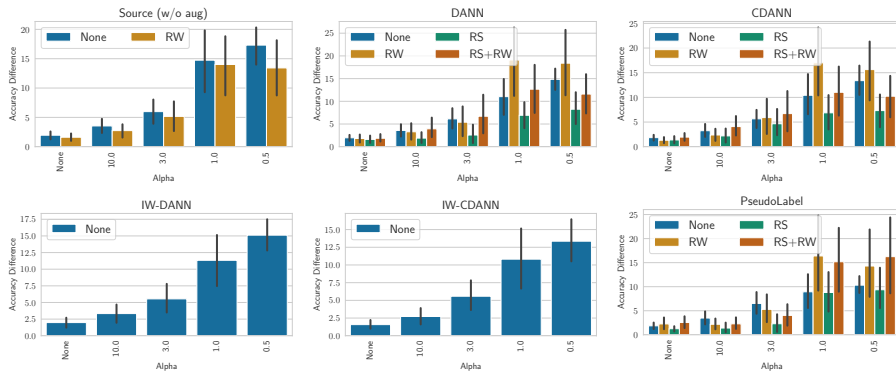 Source (w/o aug)
Accuracy Difference
20
15
10
5
0
None
RW
None
10.0
3.0
1.0
0.5
Alpha
DANN
Accuracy Difference
25
20
15
10
5
0
None
RS
RW
RS+RW
None
10.0
3.0
1.0
0.5
Alpha
CDANN
Accuracy Difference
25
20
15
10
5
0
None
RS
RW
RS+RW
None
10.0
3.0
1.0
0.5
Alpha
IW-DANN
Accuracy Difference
17.5
15.0
12.5
10.0
7.5
5.0
2.5
0.0
None
None
10.0
3.0
1.0
0.5
Alpha
IW-CDANN
Accuracy Difference
15.0
12.5
10.0
7.5
5.0
2.5
0.0
None
None
10.0
3.0
1.0
0.5
Alpha
PseudoLabel
Accuracy Difference
25
20
15
10
5
0
None
RS
RW
RS+RW
None
10.0
3.0
1.0
0.5
Alpha